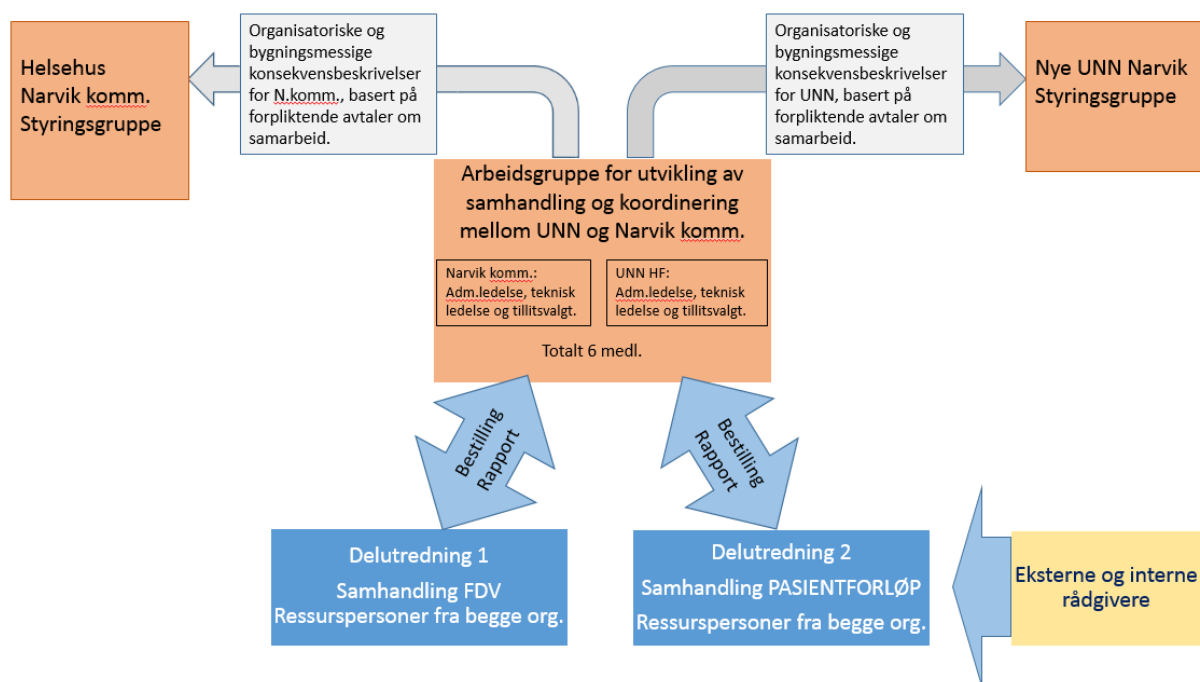 Helsehus
Narvik komm.
Styringsgruppe
Organisatoriske og
bygningsmessige
konsekvensbeskrivelser
for N.komm., basert på
forpliktende avtaler om
samarbeid.
Organisatoriske og
bygningsmessige
konsekvensbeskrivelser
for UNN, basert på
forpliktende avtaler om
samarbeid.
Nye UNN Narvik
Styringsgruppe
Arbeidsgruppe for utvikling av
samhandling og koordinering
mellom UNN og Narvik komm.
Narvik komm.:
Adm.ledelse, teknisk
ledelse og tillitsvalgt.
UNN HF:
Adm.ledelse, teknisk
ledelse og tillitsvalgt.
Totalt 6 medl.
Bestilling
Rapport
Bestilling
Rapport
Delutredning 1
Samhandling FDV
Ressurspersoner fra begge org.
Delutredning 2
Samhandling PASIENTFORLØP
Ressurspersoner fra begge org.
Eksterne og interne
rådgivere